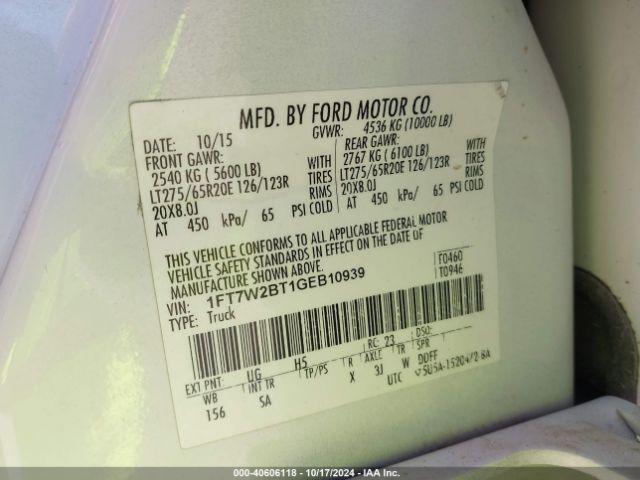 MFD. BY FORD MOTOR CO.
DATE: 10/15 GVWR: 4536 KG (10000 LB)
FRONT GAWR: REAR GAWR:
2540 KG ( 5600 LB) WITH 2767 KG ( 6100 LB) WITH
LT275/65R20E 126/123R TIRES LT275/65R20E 126/123R TIRES
20X8.0J RIMS 20X8.0J RIMS
AT 450 kPa/ 65 PSI COLD AT 450 kPa/ 65 PSI COLD
THIS VEHICLE CONFORMS TO ALL APPLICABLE FEDERAL MOTOR
VEHICLE SAFETY STANDARDS IN EFFECT ON THE DATE OF
MANUFACTURE SHOWN ABOVE.
VIN: 1FT7W2BT1GEB10939 F0460
TYPE: Truck T0946
EXT PNT: UG H5 RC: 23 DSO:
WB INT TR TP/PS R AXLE TR SPR
156 SA X 3J W DDFF
UTC
000-40606118 - 10/17/2024 - IAA Inc.